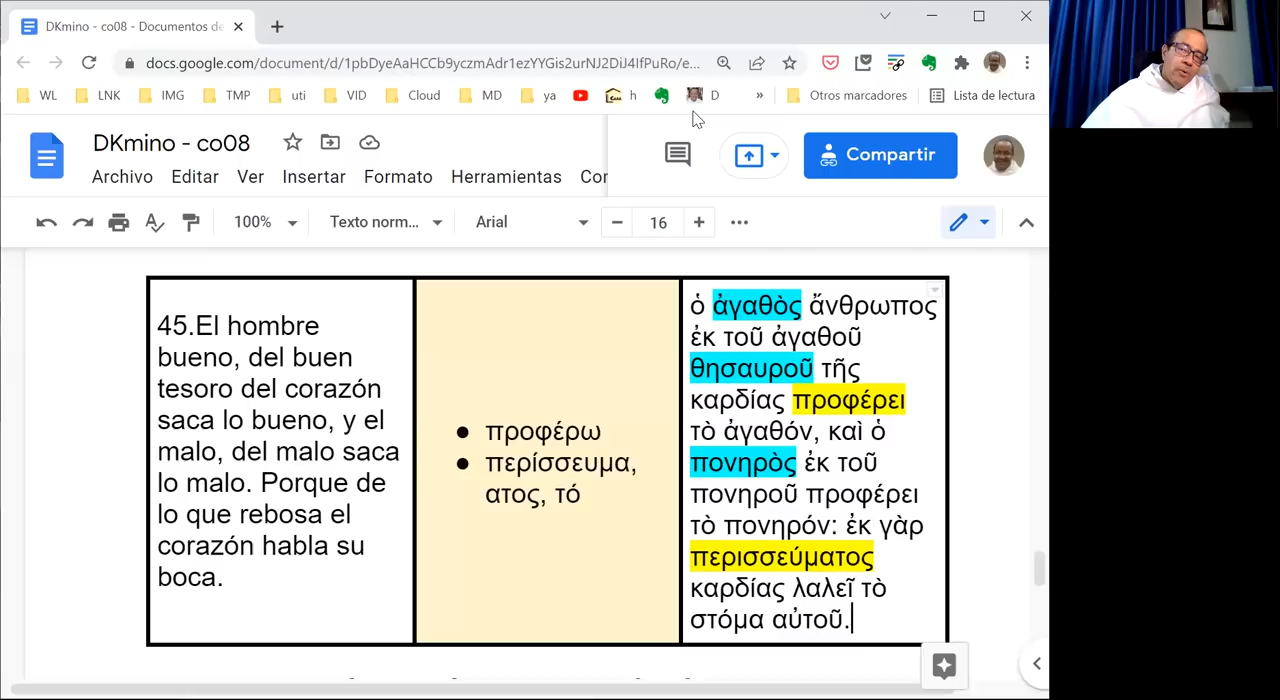 DKmino - co08 - Documentos de
docs.google.com/document/d/1pbDyeAaHCCb9yczmAdr1ezYYGis2urNJ2DiJ4IfPuRo/e...
WL LNK IMG TMP uti VID Cloud MD ya h D » Otros marcadores Lista de lectura
DKmino - co08
Compartir
Archivo Editar Ver Insertar Formato Herramientas Cor
100% Texto norm... Arial 16
45.El hombre
bueno, del buen
tesoro del corazón
saca lo bueno, y el
malo, del malo saca
lo malo. Porque de
lo que rebosa el
corazón habla su
boca.
● προφέρω
● περίσσευμα,
ατος, τό
ὁ ἀγαθὸς ἄνθρωπος
ἐκ τοῦ ἀγαθοῦ
θησαυροῦ τῆς
καρδίας προφέρει
τὸ ἀγαθόν, καὶ ὁ
πονηρὸς ἐκ τοῦ
πονηροῦ προφέρει
τὸ πονηρόν: ἐκ γὰρ
περισσεύματος
καρδίας λαλεῖ τὸ
στόμα αὐτοῦ.